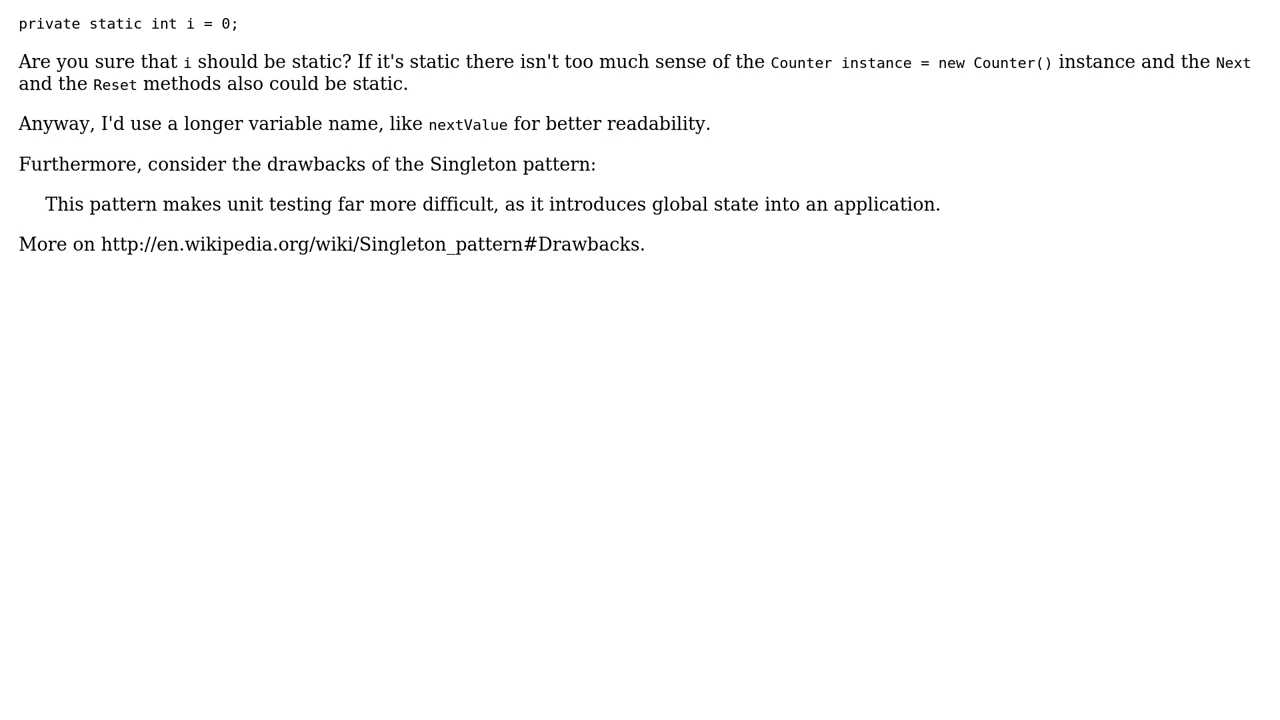 private static int i = 0;
Are you sure that i should be static? If it's static there isn't too much sense of the Counter instance = new Counter() instance and the Next
and the Reset methods also could be static.
Anyway, I'd use a longer variable name, like nextValue for better readability.
Furthermore, consider the drawbacks of the Singleton pattern:
This pattern makes unit testing far more difficult, as it introduces global state into an application.
More on http://en.wikipedia.org/wiki/Singleton_pattern#Drawbacks.